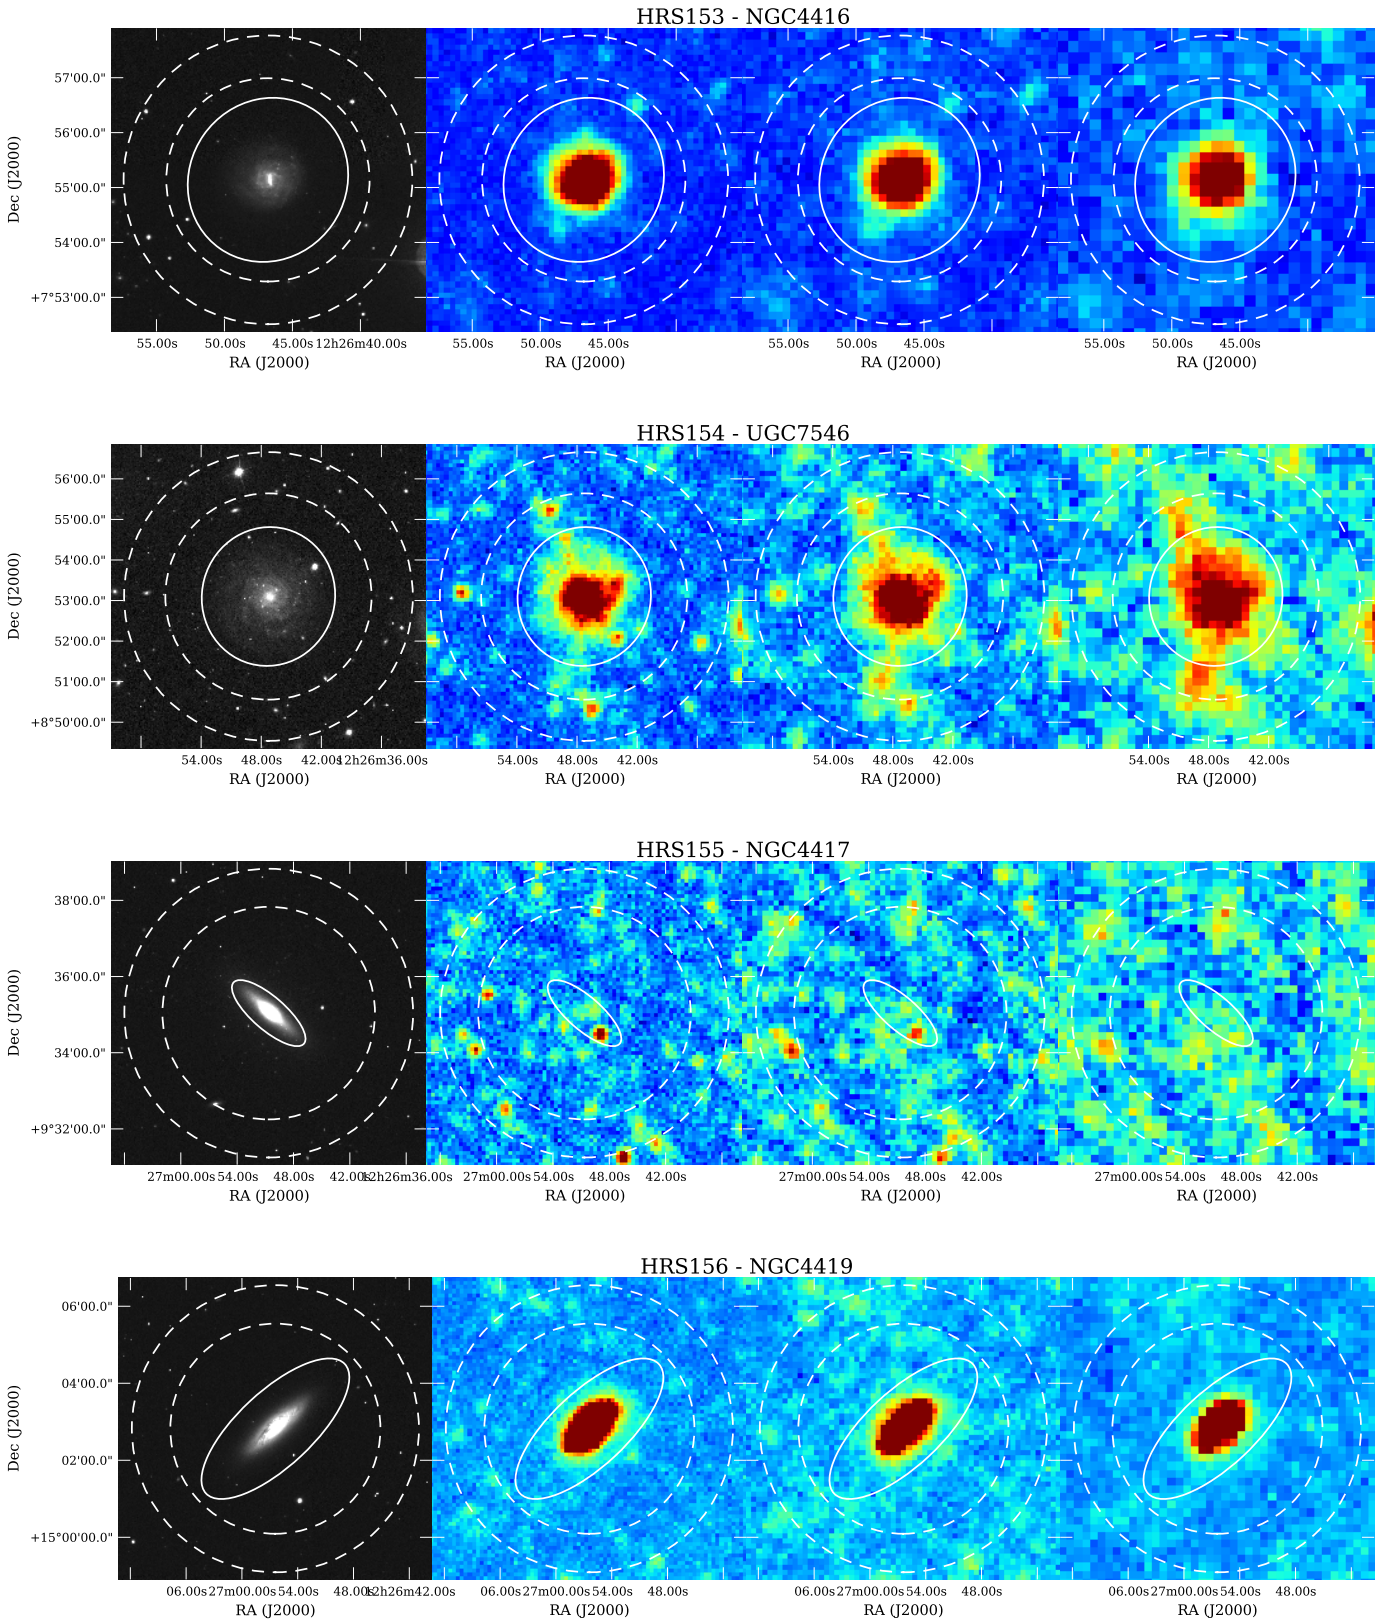 HRS153 - NGC4416
57'00.0"
56'00.0"
55'00.0"
54'00.0"
+7°53'00.0"
Dec (J2000)
55.00s 50.00s 45.00s 12h26m40.00s 55.00s 50.00s 45.00s 55.00s 50.00s 45.00s 55.00s 50.00s 45.00s
RA (J2000) RA (J2000) RA (J2000) RA (J2000)
HRS154 - UGC7546
56'00.0"
55'00.0"
54'00.0"
53'00.0"
52'00.0"
51'00.0"
+8°50'00.0"
Dec (J2000)
54.00s 48.00s 42.00s 12h26m36.00s 54.00s 48.00s 42.00s 54.00s 48.00s 42.00s 54.00s 48.00s 42.00s
RA (J2000) RA (J2000) RA (J2000) RA (J2000)
HRS155 - NGC4417
38'00.0"
36'00.0"
34'00.0"
+9°32'00.0"
Dec (J2000)
27m00.00s 54.00s 48.00s 42.00s 12h26m36.00s 27m00.00s 54.00s 48.00s 42.00s 27m00.00s 54.00s 48.00s 42.00s 27m00.00s 54.00s 48.00s 42.00s
RA (J2000) RA (J2000) RA (J2000) RA (J2000)
HRS156 - NGC4419
06'00.0"
04'00.0"
02'00.0"
+15°00'00.0"
Dec (J2000)
66.00s 27m00.00s 54.00s 48.00s 12h26m42.00s 66.00s 27m00.00s 54.00s 48.00s 66.00s 27m00.00s 54.00s 48.00s 66.00s 27m00.00s 54.00s 48.00s
RA (J2000) RA (J2000) RA (J2000) RA (J2000)